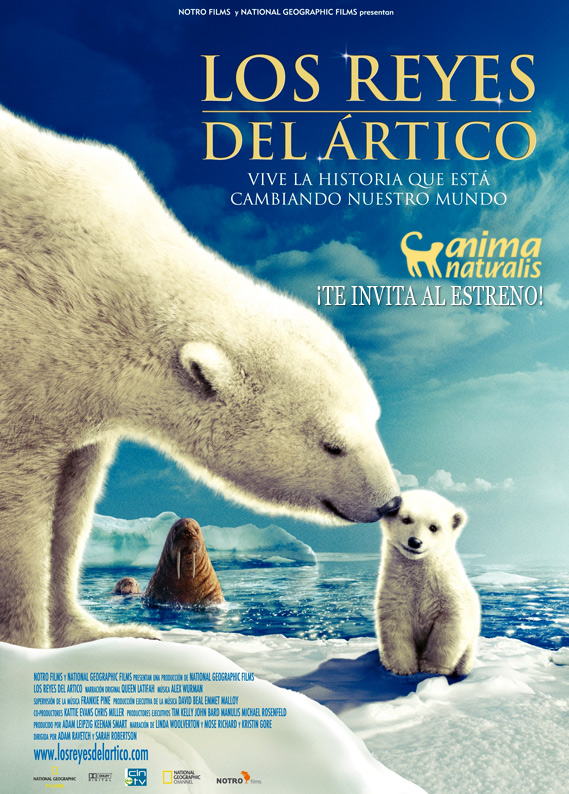 NOTRO FILMS y NATIONAL GEOGRAPHIC FILMS presentan
LOS REYES
DEL ÁRTICO
VIVE LA HISTORIA QUE ESTÁ
CAMBIANDO NUESTRO MUNDO
anima
naturalis
¡TE INVITA AL ESTRENO!
NOTRO FILMS Y NATIONAL GEOGRAPHIC FILMS PRESENTAN UNA PRODUCCIÓN DE NATIONAL GEOGRAPHIC FILMS
LOS REYES DEL ÁRTICO NARRACIÓN ORIGINAL QUEEN LATIFAH MÚSICA ALEX WURMAN
SUPERVISIÓN DE LA MÚSICA FRANKIE PINE PRODUCCIÓN EJECUTIVA DE LA MÚSICA DAVID BEAL EMMET MALLOY
CO-PRODUCTORES KATTIE EVANS CHRIS MILLER PRODUCTORES EJECUTIVOS TIM KELLY JOHN BARD MANULIS MICHAEL ROSENFELD
PRODUCIDO POR ADAM LEIPZIG KEENAN SMART NARRACIÓN DE LINDA WOOLVERTON Y MOSE RICHARD Y KRISTIN GORE
DIRIGIDA POR ADAM RAVETCH Y SARAH ROBERTSON
www.losreyesdelartico.com
NATIONAL GEOGRAPHIC
DOLBY
DIGITAL
cin
tv
NATIONAL
GEOGRAPHIC
CHANNEL
NOTRO films